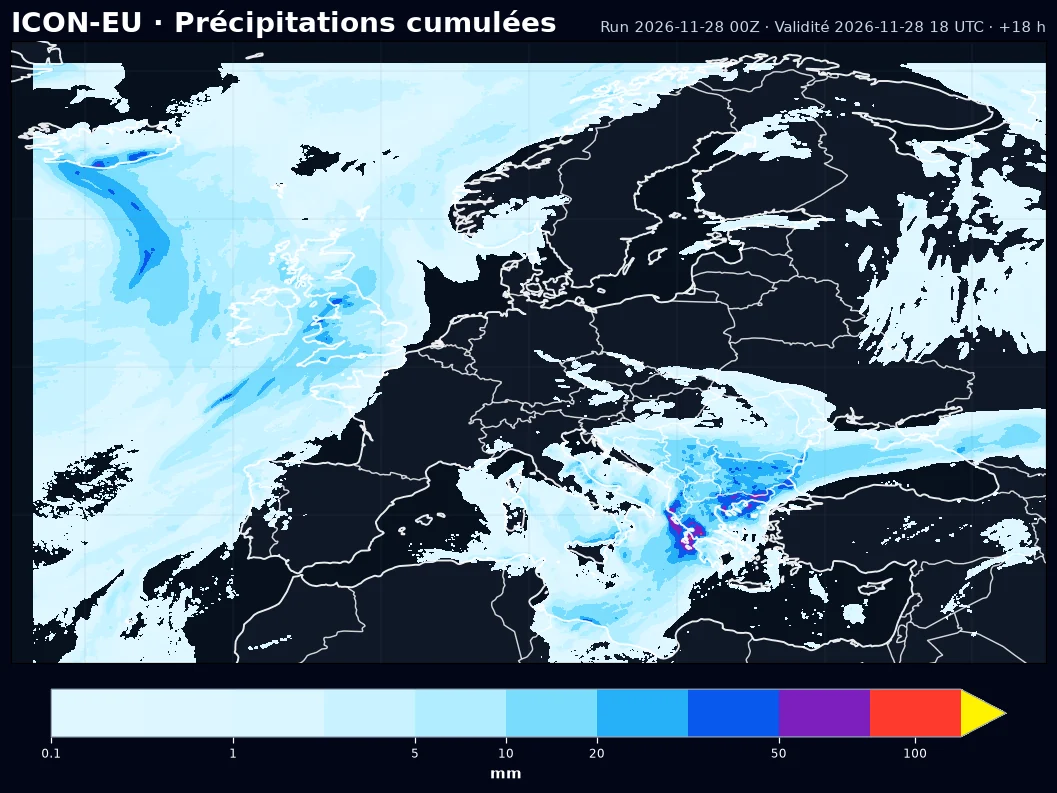 ICON-EU · Précipitations cumulées
Run 2026-11-28 00Z · Validité 2026-11-28 18 UTC · +18 h
0.1 1 5 10 20 50 100
mm